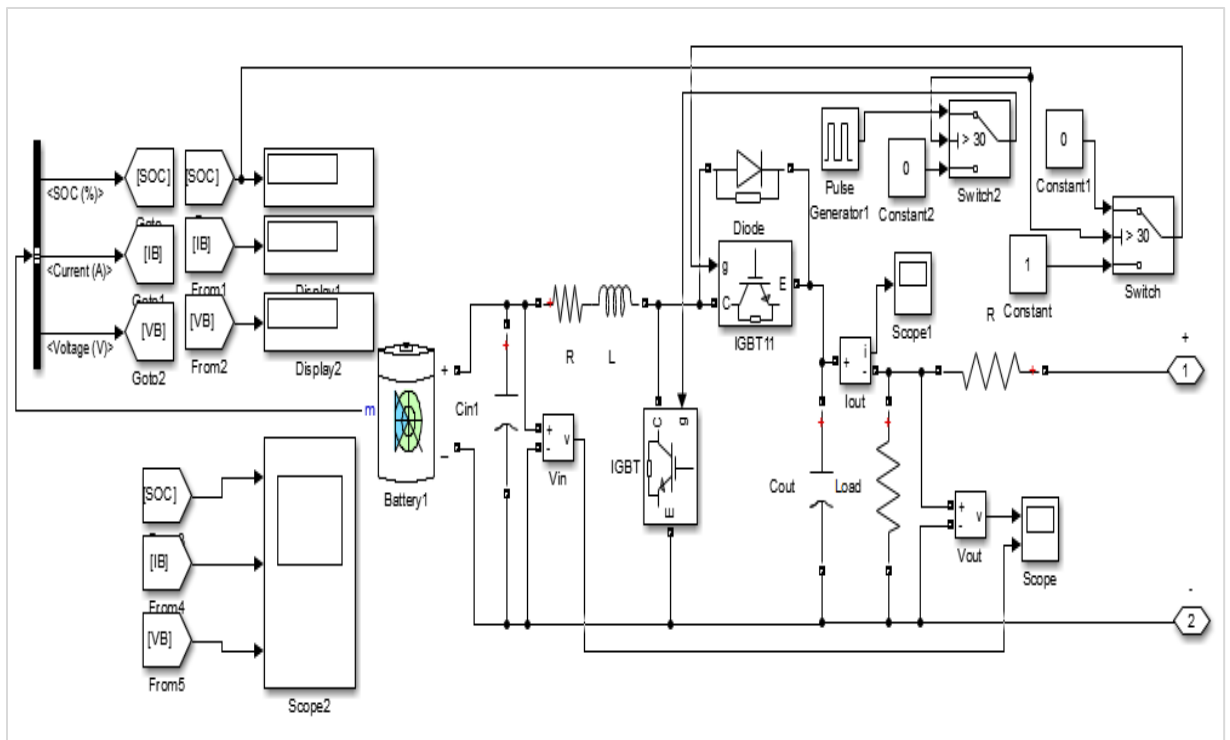 <SOC (%)>
[SOC]
[SOC]
Goto
<Current (A)>
[IB]
[IB]
Goto1
From1
Display1
<Voltage (V)>
[VB]
[VB]
Goto2
From2
Display2
m
Battery1
+
–
[SOC]
[IB]
From4
[VB]
From5
Scope2
Cin1
+
+
R
L
+
-
v
Vin
Diode
g
C
E
IGBT11
IGBT
C
g
E
Pulse
Generator1
0
Constant2
> 30
Switch2
0
Constant1
1
Constant
> 30
Switch
Scope1
+
i
-
Iout
R
+
+
1
+
Cout
+
Load
+
-
v
Vout
Scope
-
2